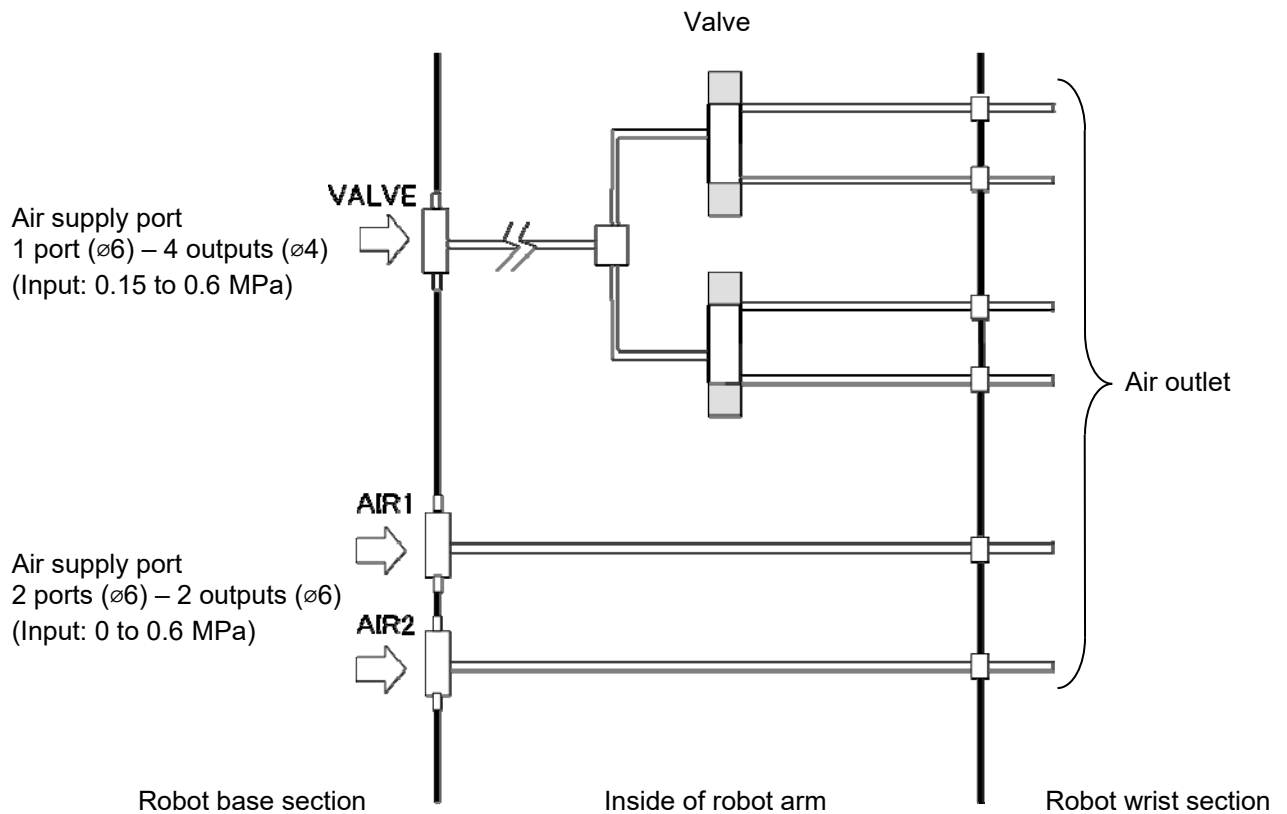 Valve
VALVE
Air supply port
1 port (⌀6) – 4 outputs (⌀4)
(Input: 0.15 to 0.6 MPa)
Air outlet
AIR1
Air supply port
2 ports (⌀6) – 2 outputs (⌀6)
(Input: 0 to 0.6 MPa)
AIR2
Robot base section
Inside of robot arm
Robot wrist section